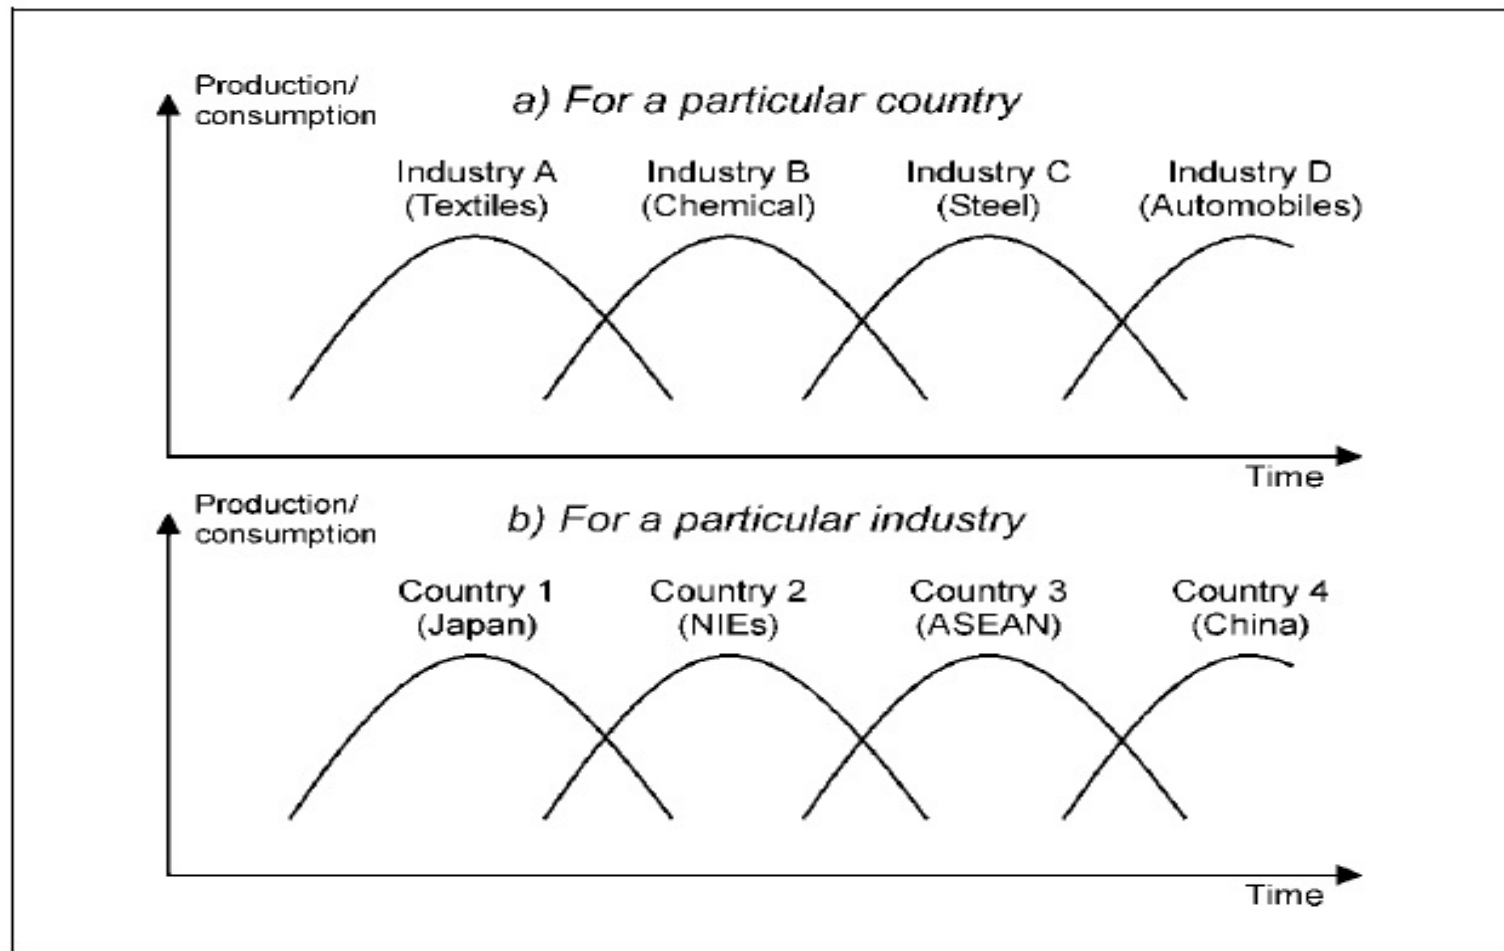 Production/
consumption
a) For a particular country
Industry A
(Textiles)
Industry B
(Chemical)
Industry C
(Steel)
Industry D
(Automobiles)
Time
Production/
consumption
b) For a particular industry
Country 1
(Japan)
Country 2
(NIEs)
Country 3
(ASEAN)
Country 4
(China)
Time